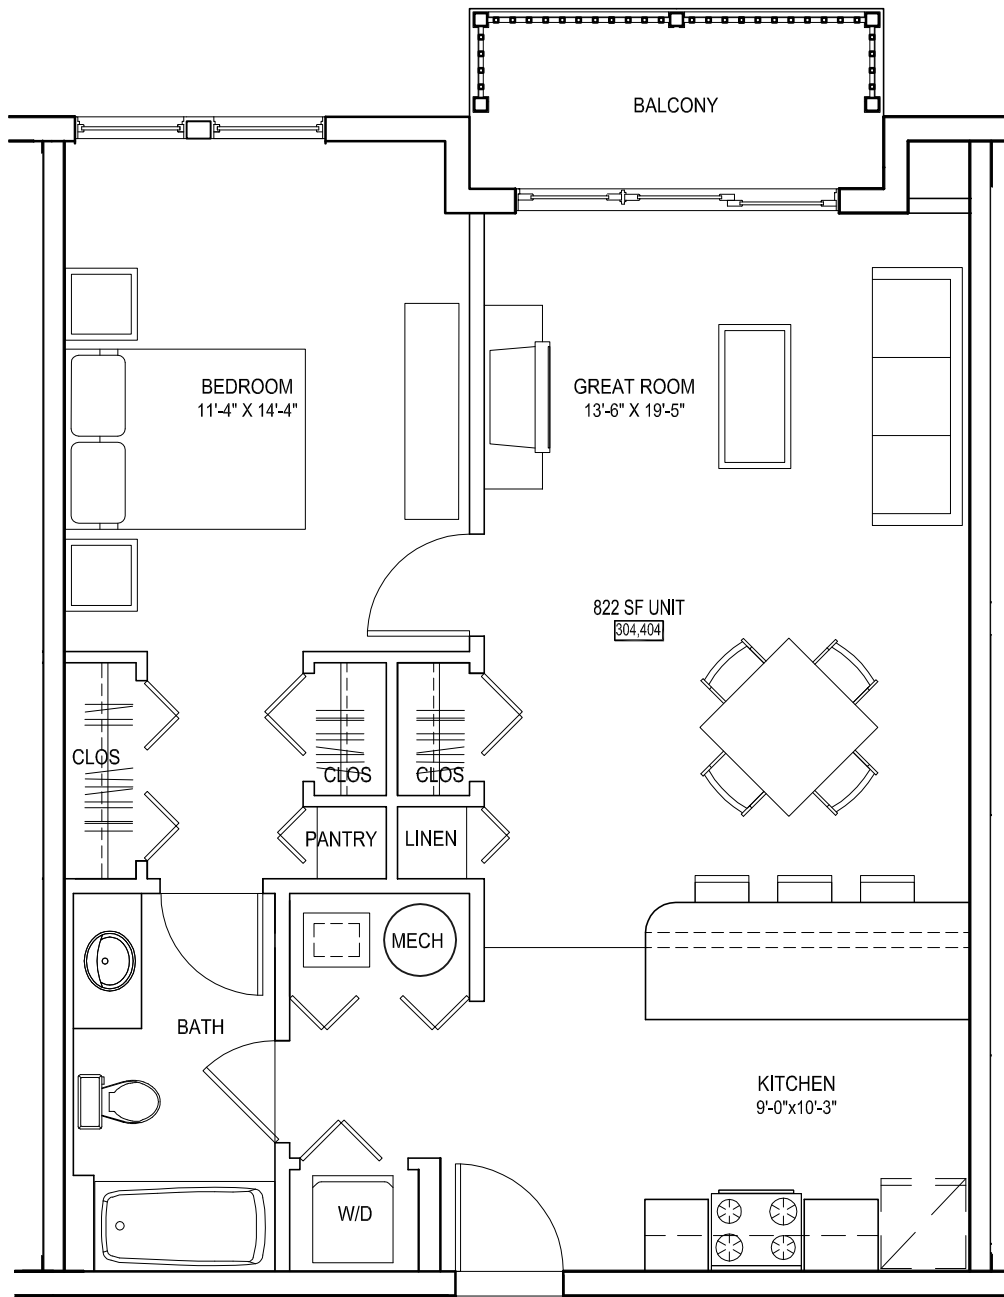 BALCONY
BEDROOM
11'-4" X 14'-4"
GREAT ROOM
13'-6" X 19'-5"
822 SF UNIT
304,404
CLOS
CLOS
CLOS
PANTRY
LINEN
MECH
BATH
KITCHEN
9'-0"x10'-3"
W/D